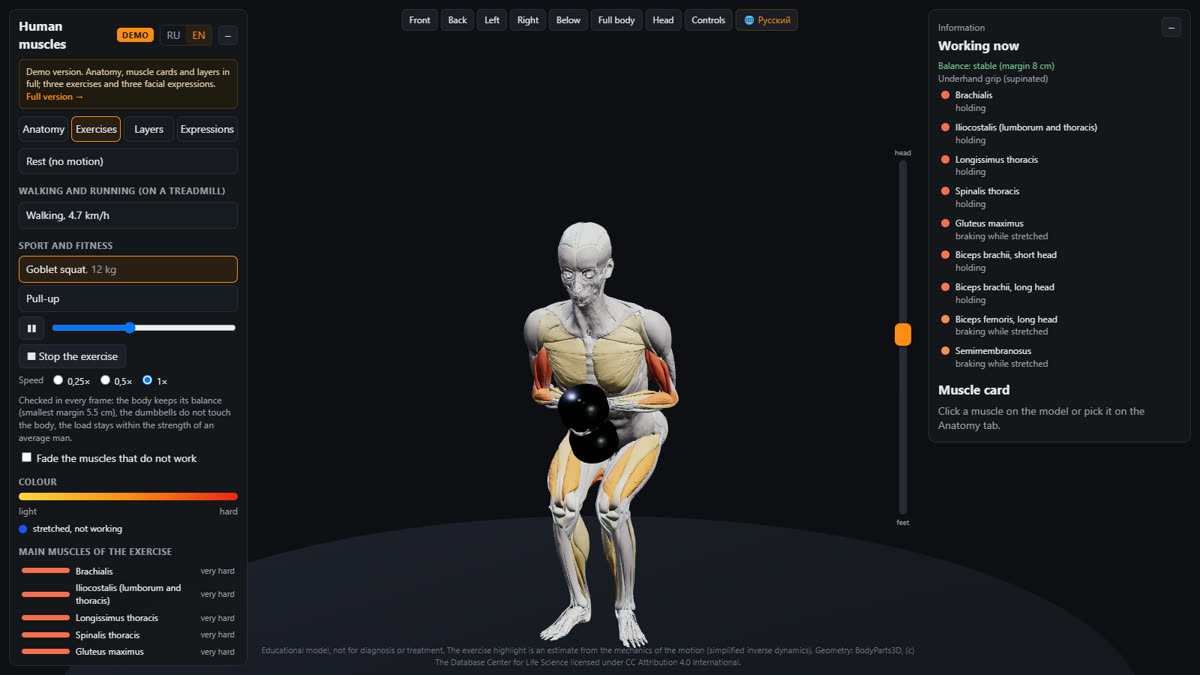 Human
muscles
DEMO
RU EN
–
Demo version. Anatomy, muscle cards and layers in
full; three exercises and three facial expressions.
Full version →
Anatomy Exercises Layers Expressions
Rest (no motion)
WALKING AND RUNNING (ON A TREADMILL)
Walking, 4.7 km/h
SPORT AND FITNESS
Goblet squat. 12 kg
Pull-up
Stop the exercise
Speed 0,25× 0,5× 1×
Checked in every frame: the body keeps its balance
(smallest margin 5.5 cm), the dumbbells do not touch
the body, the load stays within the strength of an
average man.
Fade the muscles that do not work
COLOUR
light hard
stretched, not working
MAIN MUSCLES OF THE EXERCISE
Brachialis very hard
Iliocostalis (lumborum and
thoracis) very hard
Longissimus thoracis very hard
Spinalis thoracis very hard
Gluteus maximus very hard
Front Back Left Right Below Full body Head Controls Русский
head
feet
Information
–
Working now
Balance: stable (margin 8 cm)
Underhand grip (supinated)
Brachialis
holding
Iliocostalis (lumborum and thoracis)
holding
Longissimus thoracis
holding
Spinalis thoracis
holding
Gluteus maximus
braking while stretched
Biceps brachii, short head
holding
Biceps brachii, long head
holding
Biceps femoris, long head
braking while stretched
Semimembranosus
braking while stretched
Muscle card
Click a muscle on the model or pick it on the
Anatomy tab.
Educational model, not for diagnosis or treatment. The exercise highlight is an estimate from the mechanics of the motion (simplified inverse dynamics). Geometry: BodyParts3D, (c)
The Database Center for Life Science licensed under CC Attribution 4.0 International.